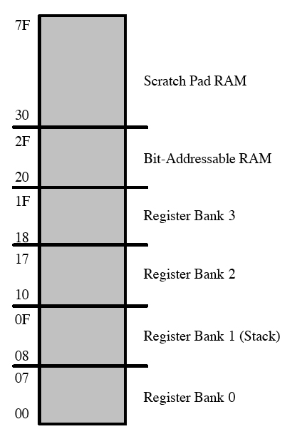 7F
Scratch Pad RAM
30
2F
Bit-Addressable RAM
20
1F
Register Bank 3
18
17
Register Bank 2
10
0F
Register Bank 1 (Stack)
08
07
Register Bank 0
00